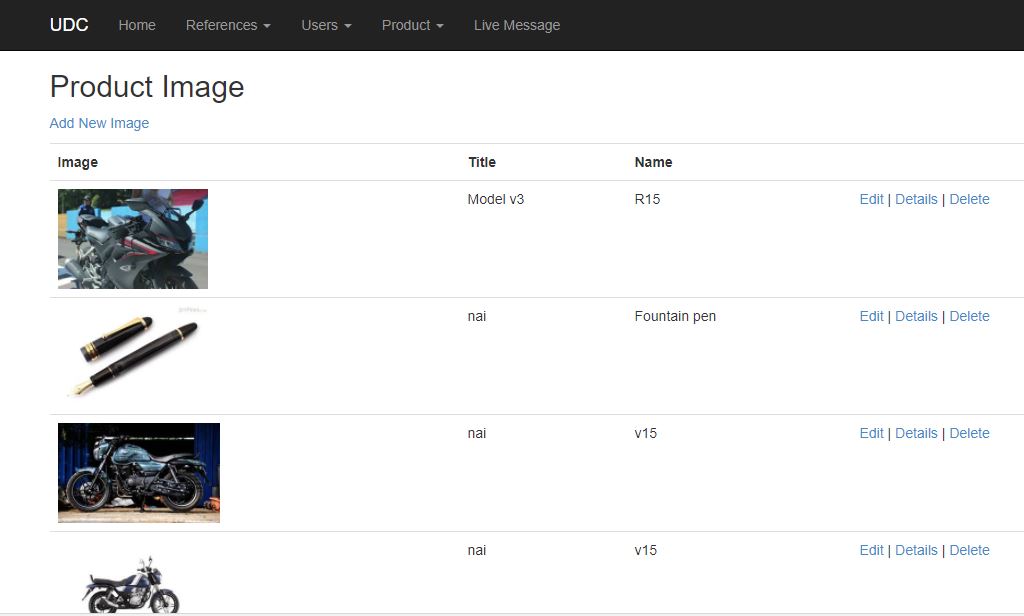 UDC Home References Users Product Live Message
Product Image
Add New Image
Image Title Name
Model v3 R15 Edit | Details | Delete
nai Fountain pen Edit | Details | Delete
nai v15 Edit | Details | Delete
nai v15 Edit | Details | Delete